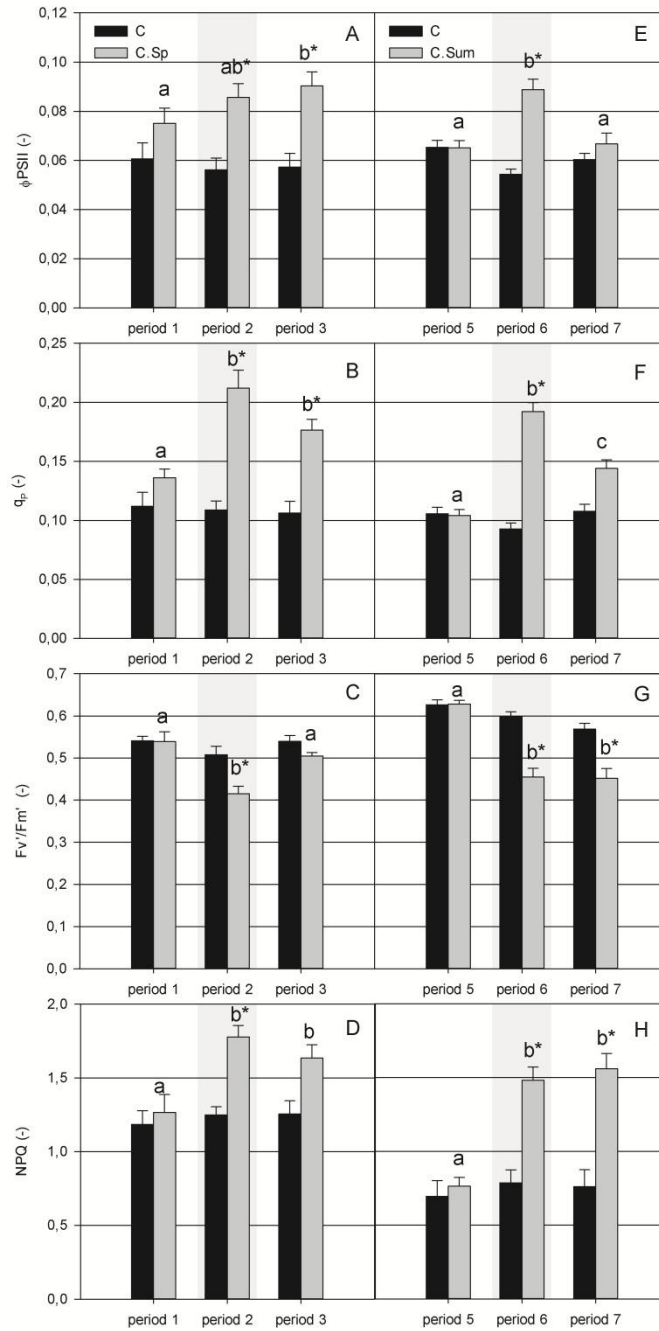 C
C.Sp
A
a
ab*
b*
0,12
0,10
0,08
0,06
0,04
0,02
0,00
ϕPSII (-)
period 1 period 2 period 3
C
C.Sum
E
a
b*
a
period 5 period 6 period 7
B
a
b*
b*
0,25
0,20
0,15
0,10
0,05
0,00
qP (-)
period 1 period 2 period 3
F
a
b*
c
period 5 period 6 period 7
C
a
b*
a
0,7
0,6
0,5
0,4
0,3
0,2
0,1
0,0
Fv'/Fm' (-)
period 1 period 2 period 3
G
a
b*
b*
period 5 period 6 period 7
D
a
b*
b
2,0
1,5
1,0
0,5
0,0
NPQ (-)
period 1 period 2 period 3
H
a
b*
b*
period 5 period 6 period 7